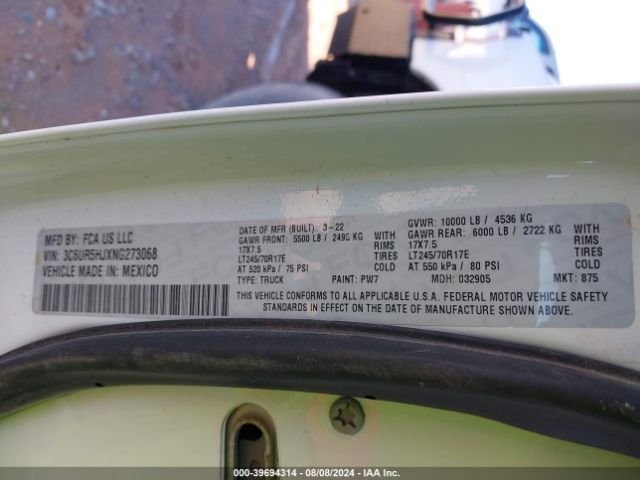 MFD BY: FCA US LLC
VIN: 3C6UR5HJXNG273068
VEHICLE MADE IN: MEXICO
DATE OF MFR (BUILT): 3-22
GAWR FRONT: 5500 LB / 2495 KG WITH
17X7.5 RIMS
LT245/70R17E TIRES
AT 520 kPa / 75 PSI COLD
TYPE: TRUCK PAINT: PW7
GVWR: 10000 LB / 4536 KG
GAWR REAR: 6000 LB / 2722 KG WITH
17X7.5 RIMS
LT245/70R17E TIRES
AT 550 kPa / 80 PSI COLD
MDH: 032905 MKT: 875
THIS VEHICLE CONFORMS TO ALL APPLICABLE U.S.A. FEDERAL MOTOR VEHICLE SAFETY
STANDARDS IN EFFECT ON THE DATE OF MANUFACTURE SHOWN ABOVE.
000-39694314 - 08/08/2024 - IAA Inc.